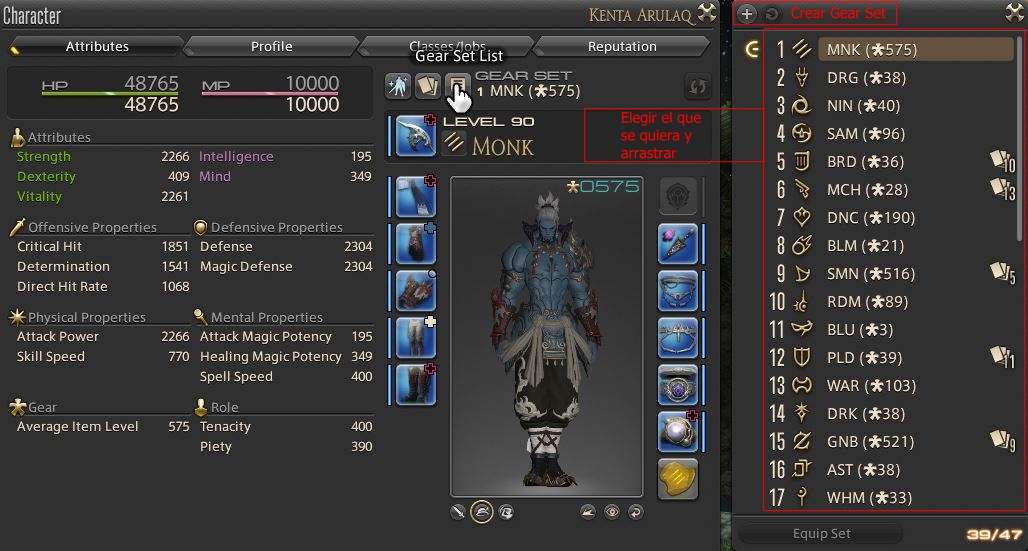 Character
KENTA ARULAQ
Attributes
Profile
Classes/Jobs
Reputation
Gear Set List
HP 48765
48765
MP 10000
10000
GEAR SET
1 MNK (575)
LEVEL 90
MONK
0575
Attributes
Strength 2266
Intelligence 195
Dexterity 409
Mind 349
Vitality 2261
Offensive Properties
Defensive Properties
Critical Hit 1851
Defense 2304
Determination 1541
Magic Defense 2304
Direct Hit Rate 1068
Physical Properties
Mental Properties
Attack Power 2266
Attack Magic Potency 195
Skill Speed 770
Healing Magic Potency 349
Spell Speed 400
Gear
Role
Average Item Level 575
Tenacity 400
Piety 390
Crear Gear Set
Elegir el que
se quiera y
arrastrar
1 MNK (575)
2 DRG (38)
3 NIN (40)
4 SAM (96)
5 BRD (36) 10
6 MCH (28) 13
7 DNC (190)
8 BLM (21)
9 SMN (516) 5
10 RDM (89)
11 BLU (3)
12 PLD (39) 11
13 WAR (103)
14 DRK (38)
15 GNB (521) 9
16 AST (38)
17 WHM (33)
Equip Set
39/47